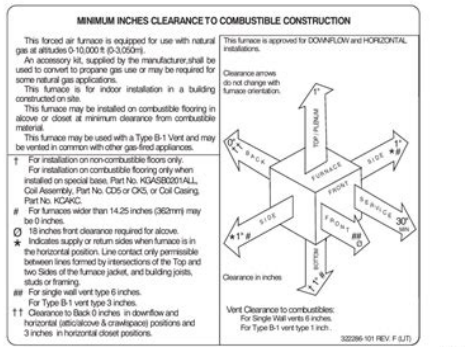 MINIMUM INCHES CLEARANCE TO COMBUSTIBLE CONSTRUCTION
This forced air furnace is equipped for use with natural
gas at altitudes 0-10,000 ft (0-3,050m).
An accessory kit, supplied by the manufacturer, shall be
used to convert to propane gas use or may be required for
some natural gas applications.
This furnace is for indoor installation in a building
constructed on site.
This furnace may be installed on combustible flooring in
alcove or closet at minimum clearance from combustible
material.
This furnace may be used with a Type B-1 Vent and may
be vented in common with other gas-fired appliances.
† For installation on non-combustible floors only.
For installation on combustible flooring only when
installed on special base, Part No. KGASB0201ALL,
Coil Assembly, Part No. CD5 or CK5, or Coil Casing,
Part No. KCAKC.
# For furnaces wider than 14.25 inches (362mm) may
be 0 inches.
Ø 18 inches front clearance required for alcove.
* Indicates supply or return sides when furnace is in
the horizontal position. Line contact only permissible
between lines formed by intersections of the Top and
two Sides of the furnace jacket, and building joists,
studs or framing.
## For single wall vent type 6 inches.
For Type B-1 vent type 3 inches.
†† Clearance to Back 0 inches in downflow and
horizontal (attic/alcove & crawlspace) positions and
3 inches in horizontal closet positions.
This furnace is approved for DOWNFLOW and HORIZONTAL
installations.
Clearance arrows
do not change with
furnace orientation.
1"
TOP / PLENUM
0" ††
BACK
SIDE
1"
* #
FURNACE
FRONT
SERVICE
30"
MIN
SIDE
* 1" #
FRONT
##
Ø
BOTTOM
† 1" #
Clearance in inches
Vent Clearance to combustibles:
For Single Wall vents 6 inches.
For Type B-1 vent type 1 inch.
322286-101 REV. F (LIT)